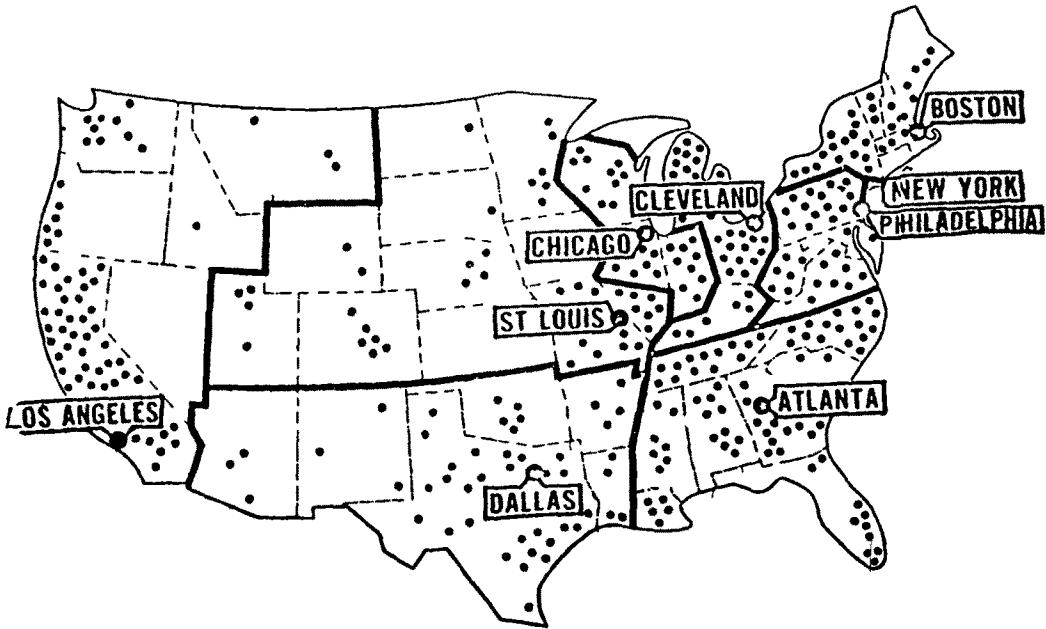 BOSTON
NEW YORK
CLEVELAND
PHILADELPHIA
CHICAGO
ST LOUIS
ATLANTA
LOS ANGELES
DALLAS